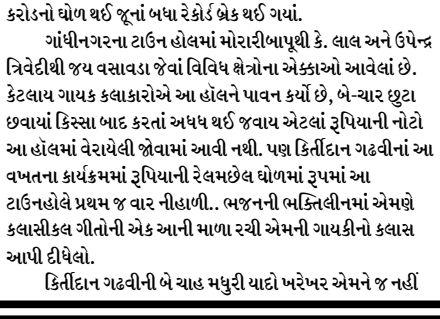 કરોડનો ઘોળ થઈ જૂનાં બધા રેકોર્ડ બ્રેક થઈ ગયાં.
ગાંધીનગરના ટાઉન હોલમાં મોરારીબાપૂથી કે. લાલ અને ઉપેન્દ્ર
ત્રિવેદીથી જય વસાવડા જેવાં વિવિધ ક્ષેત્રોના એક્કાઓ આવેલાં છે.
કેટલાય ગાયક કલાકારોએ આ હૉલને પાવન કર્યો છે, બે-ચાર છુટા
છવાયાં કિસ્સા બાદ કરતાં અધધ થઈ જવાય એટલાં રૂપિયાની નોટો
આ હૉલમાં વેરાયેલી જોવામાં આવી નથી. પણ કિર્તીદાન ગઢવીનાં આ
વખતના કાર્યક્રમમાં રૂપિયાની રેલમછેલ ઘોળમાં રૂપમાં આ
ટાઉનહોલે પ્રથમ જ વાર નીહાળી.. ભજનની ભક્તિલીનમાં એમણે
કલાસીકલ ગીતોની એક આની માળા રચી એમની ગાયકીનો કલાસ
આપી દીધેલો.
કિર્તીદાન ગઢવીની બે ચાહ મધુરી યાદો ખરેખર એમને જ નહીં